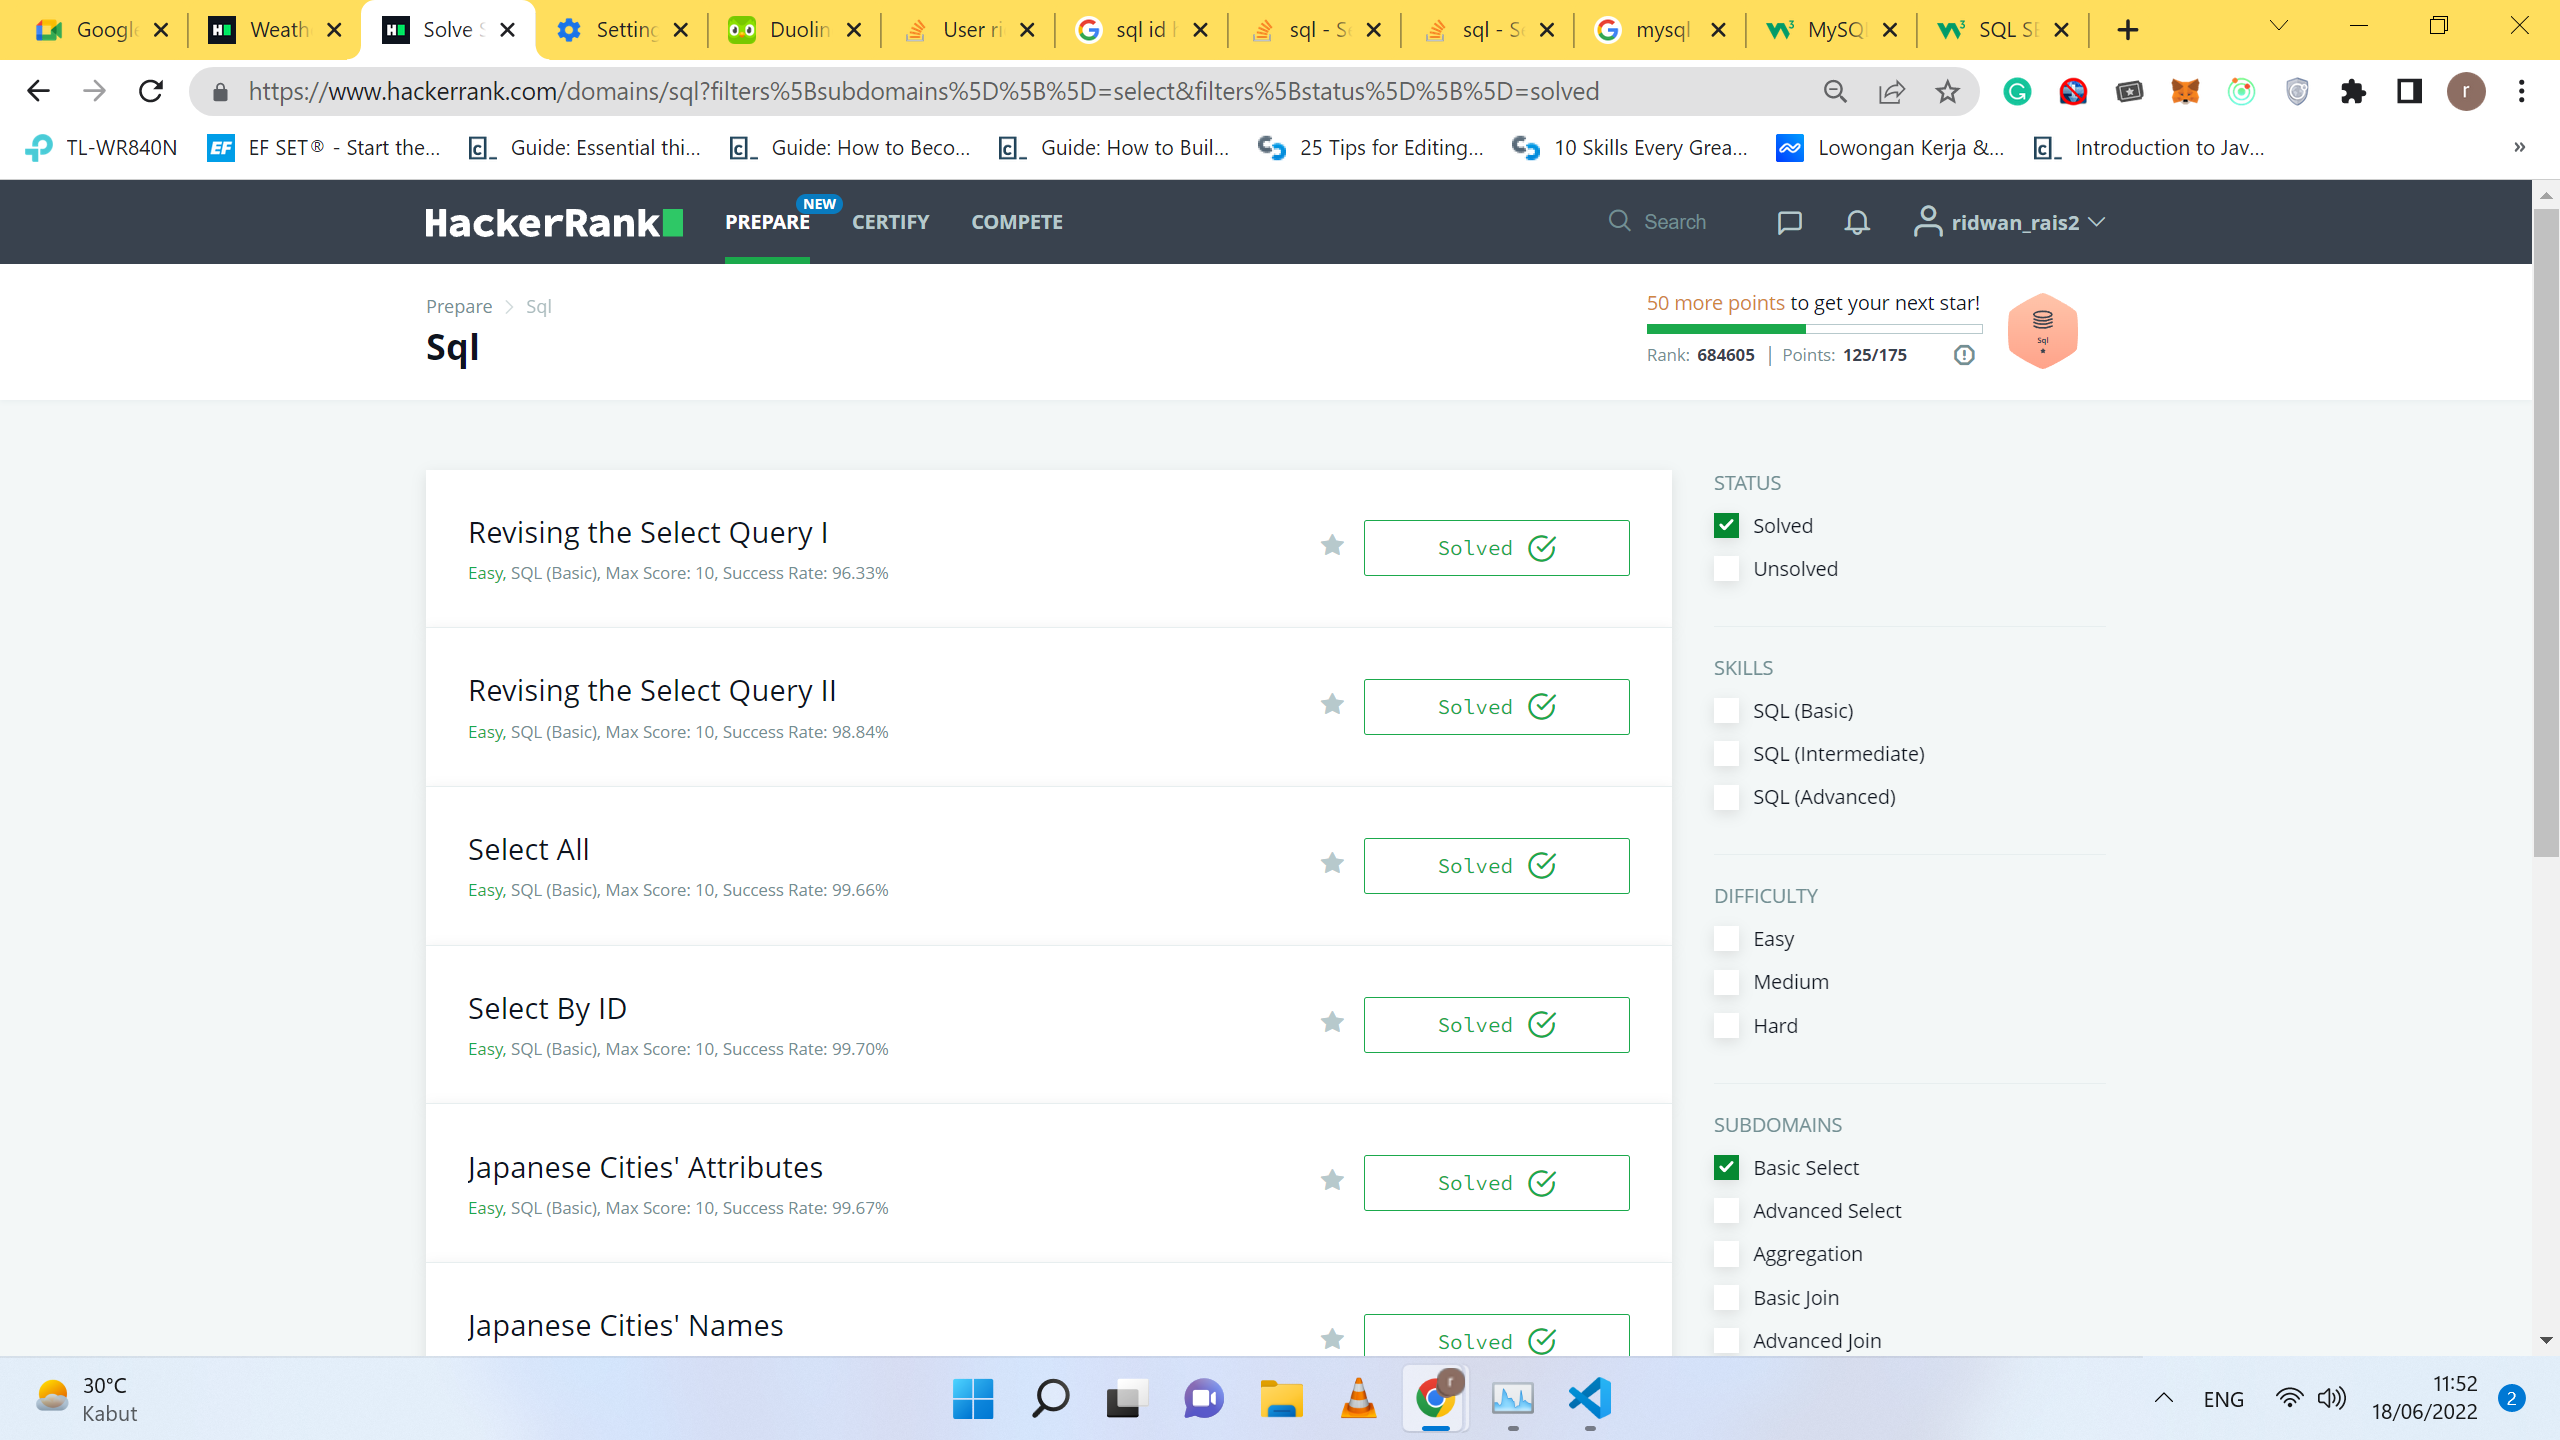 Google
Weath
Solve S
Setting
Duolin
User ri
sql id h
sql - Se
sql - Se
mysql
MySQL
SQL SE
https://www.hackerrank.com/domains/sql?filters%5Bsubdomains%5D%5B%5D=select&filters%5Bstatus%5D%5B%5D=solved
r
TL-WR840N
EF SET® - Start the...
Guide: Essential thi...
Guide: How to Beco...
Guide: How to Buil...
25 Tips for Editing...
10 Skills Every Grea...
Lowongan Kerja &...
Introduction to Jav...
»
HackerRank
PREPARE
NEW
CERTIFY
COMPETE
Search
ridwan_rais2
Prepare > Sql
Sql
50 more points to get your next star!
Rank: 684605 | Points: 125/175
Sql
STATUS
Solved
Unsolved
SKILLS
SQL (Basic)
SQL (Intermediate)
SQL (Advanced)
DIFFICULTY
Easy
Medium
Hard
SUBDOMAINS
Basic Select
Advanced Select
Aggregation
Basic Join
Advanced Join
Revising the Select Query I
Easy, SQL (Basic), Max Score: 10, Success Rate: 96.33%
Solved
Revising the Select Query II
Easy, SQL (Basic), Max Score: 10, Success Rate: 98.84%
Solved
Select All
Easy, SQL (Basic), Max Score: 10, Success Rate: 99.66%
Solved
Select By ID
Easy, SQL (Basic), Max Score: 10, Success Rate: 99.70%
Solved
Japanese Cities' Attributes
Easy, SQL (Basic), Max Score: 10, Success Rate: 99.67%
Solved
Japanese Cities' Names
Solved
30°C
Kabut
ENG
11:52
18/06/2022
2